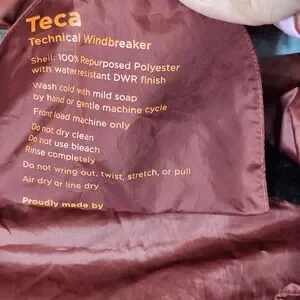 Teca
Technical Windbreaker
Shell: 100% Repurposed Polyester
with water resistant DWR finish
Wash cold with mild soap
by hand or gentle machine cycle
Front load machine only
Do not dry clean
Do not use bleach
Rinse completely
Do not wring out, twist, stretch, or pull
Air dry or line dry
Proudly made by